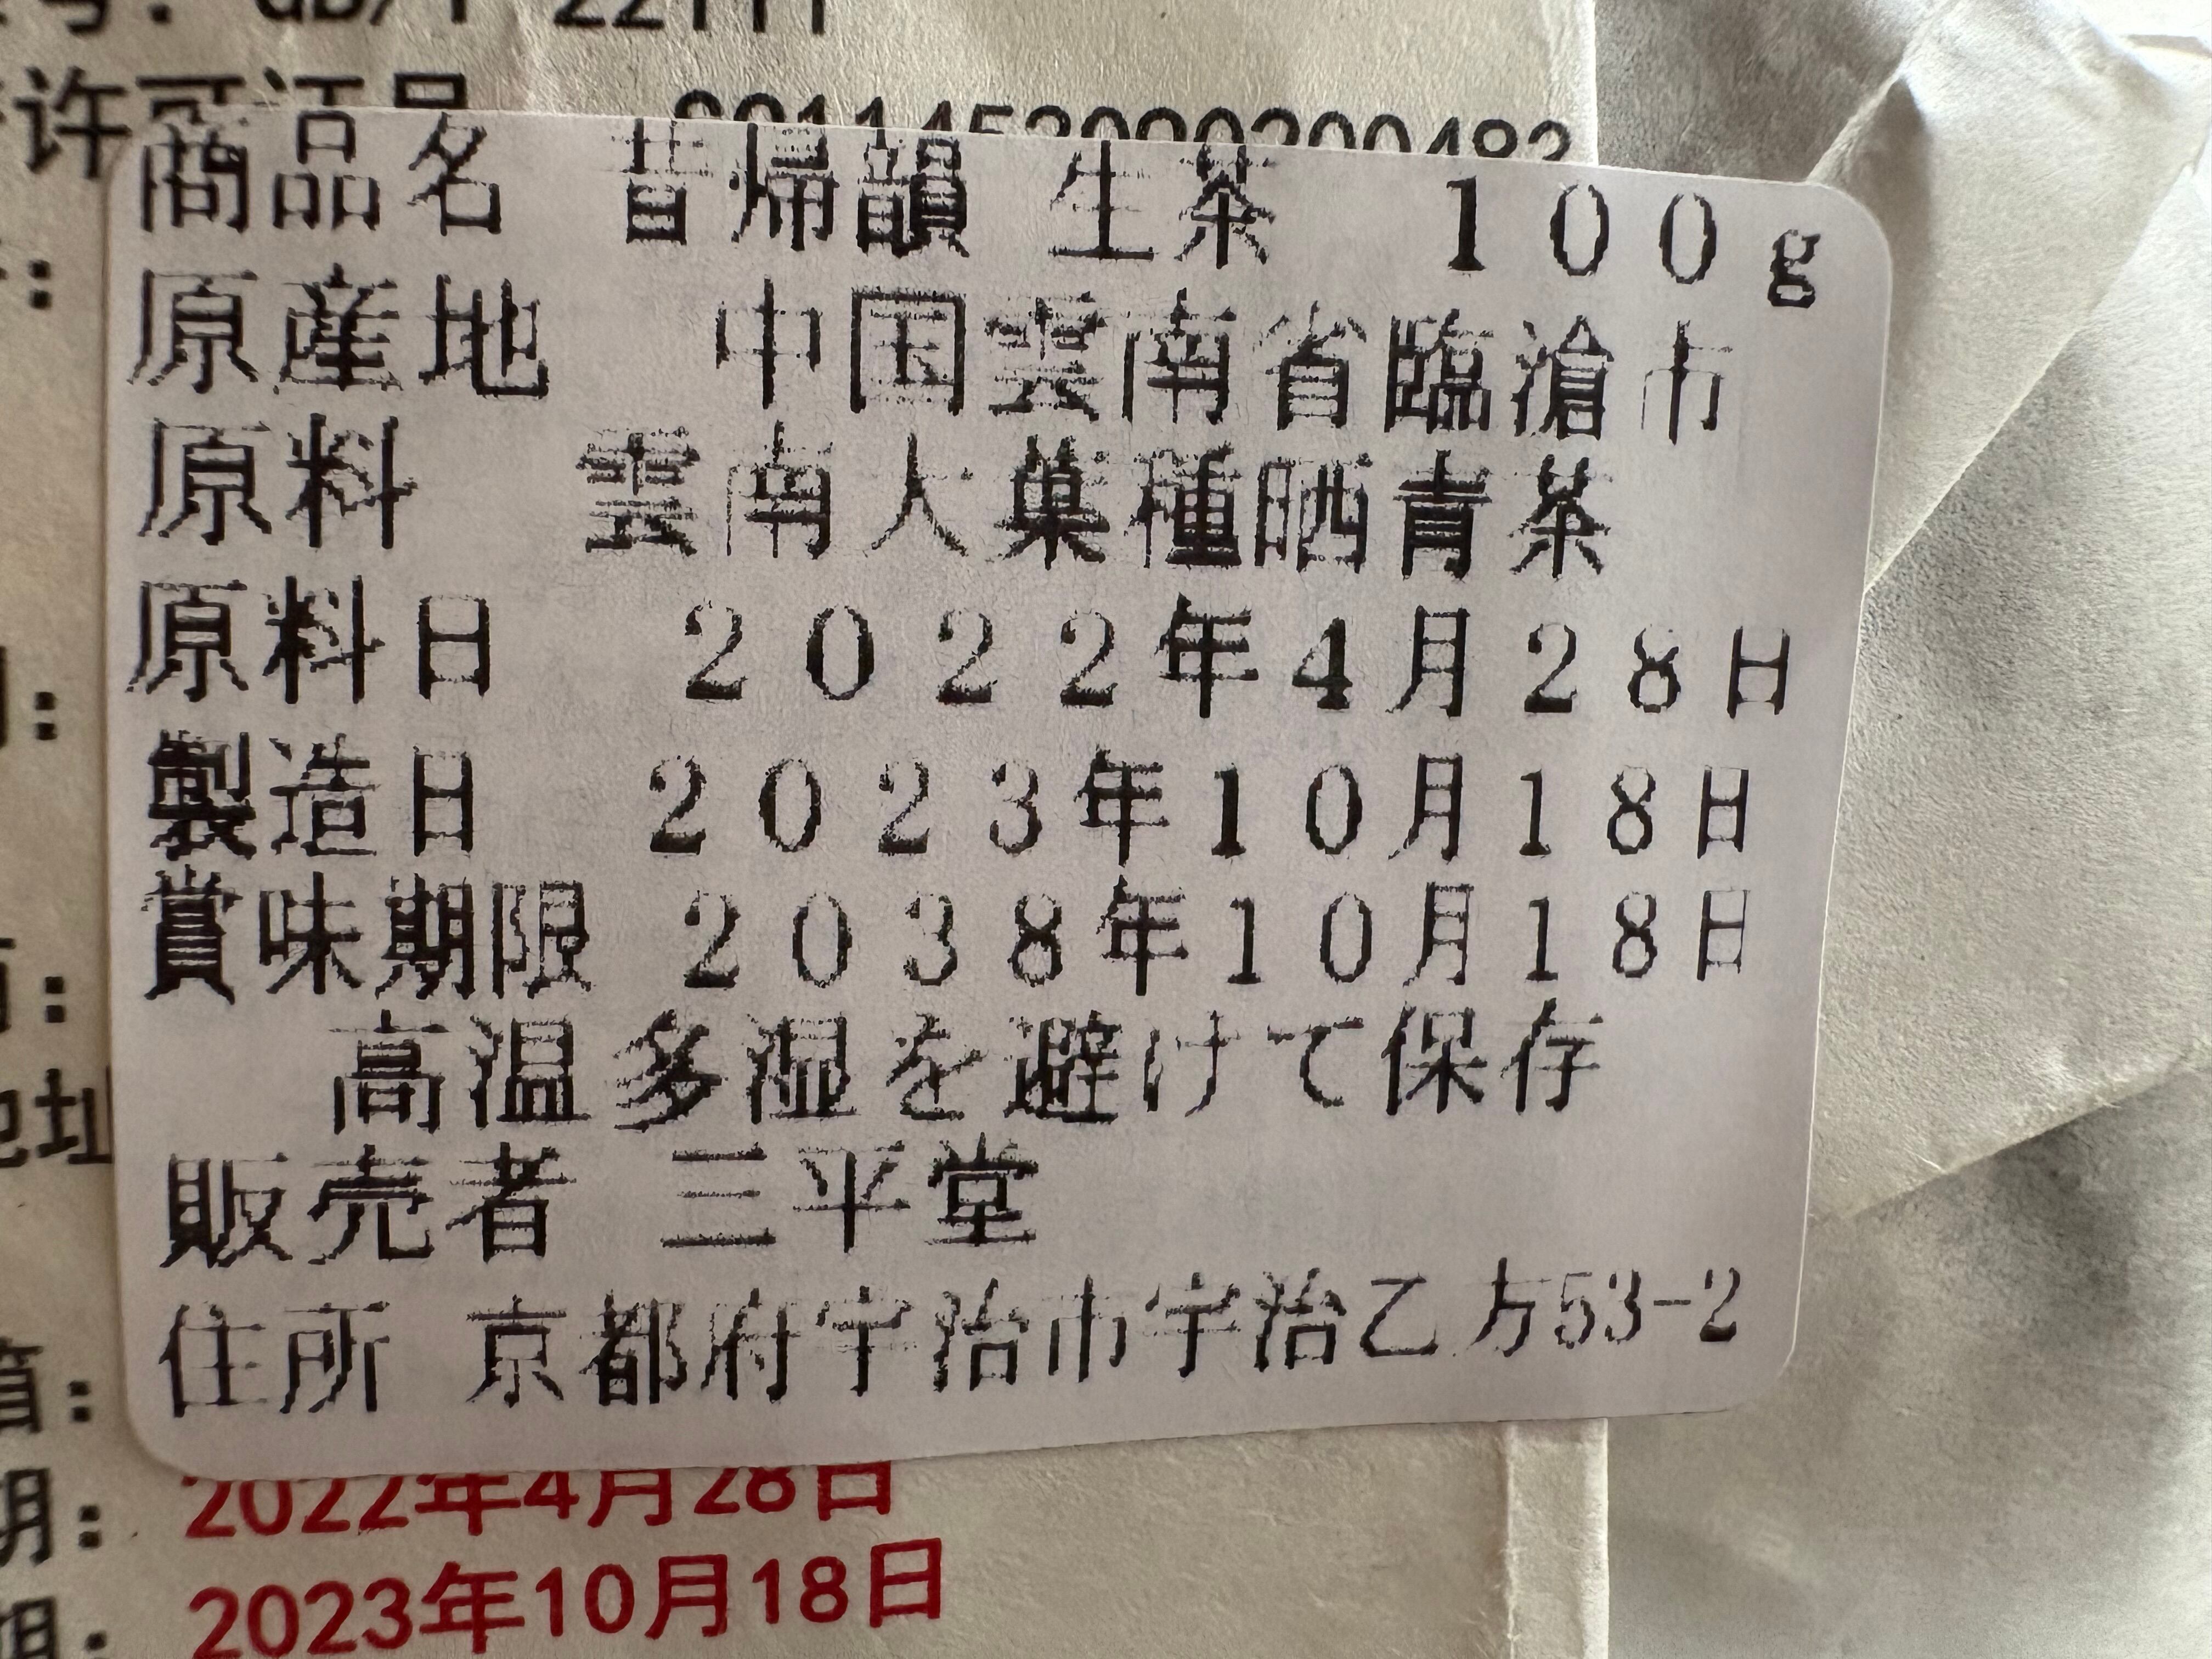 GB/T 22111
许可证号
商品名 昔帰韻 生茶 100g
原産地 中国雲南省臨滄市
原料 雲南大葉種晒青茶
原料日 2022年4月28日
製造日 2023年10月18日
賞味期限 2038年10月18日
高温多湿を避けて保存
販売者 三平堂
住所 京都府宇治市宇治乙方53-2
2022年4月28日
2023年10月18日